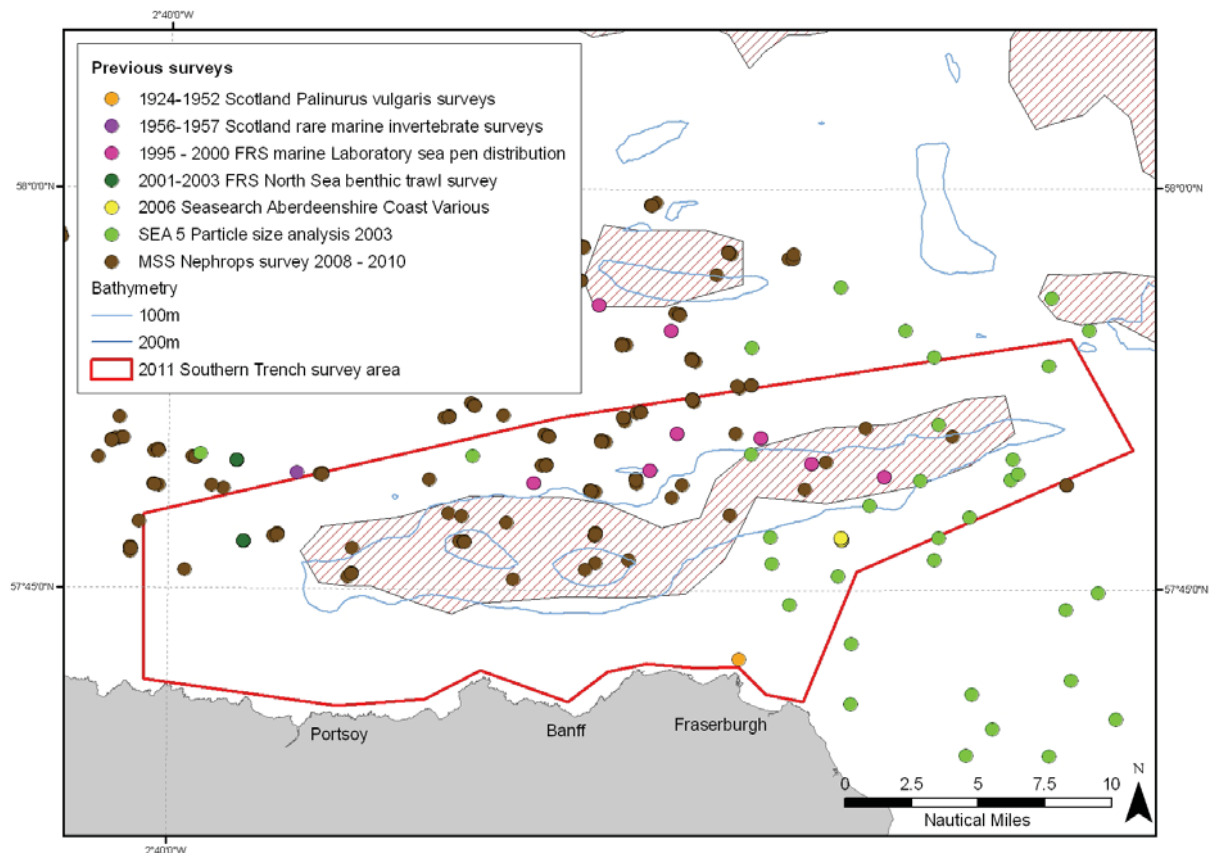 2°40'0"W
Previous surveys
1924-1952 Scotland Palinurus vulgaris surveys
1956-1957 Scotland rare marine invertebrate surveys
1995 - 2000 FRS marine Laboratory sea pen distribution
2001-2003 FRS North Sea benthic trawl survey
2006 Seasearch Aberdeenshire Coast Various
SEA 5 Particle size analysis 2003
MSS Nephrops survey 2008 - 2010
Bathymetry
100m
200m
2011 Southern Trench survey area
58°0'0"N
58°0'0"N
57°45'0"N
57°45'0"N
Portsoy
Banff
Fraserburgh
0
2.5
5
7.5
10
Nautical Miles
N
2°40'0"W